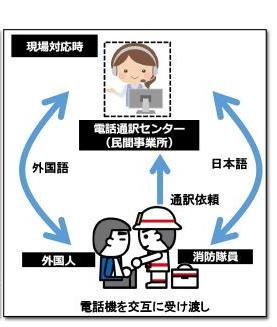 現場対応時
電話通訳センター
（民間事業所）
外国語
日本語
通訳依頼
外国人
消防隊員
電話機を交互に受け渡し